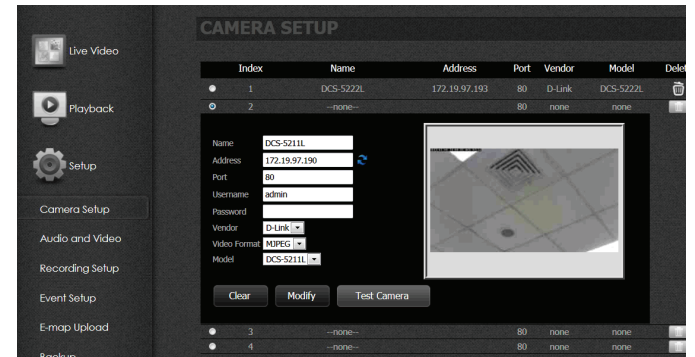 CAMERA SETUP
Live Video
Index Name Address Port Vendor Model Delet
1 DCS-5222L 172.19.97.193 80 D-Link DCS-5222L
2 --none-- 80 none none
Playback
Name DCS-5211L
Address 172.19.97.190
Port 80
Username admin
Password
Vendor D-Link
Video Format MJPEG
Model DCS-5211L
Clear Modify Test Camera
Setup
Camera Setup
Audio and Video
Recording Setup
Event Setup
E-map Upload
Backup
3 --none-- 80 none none
4 --none-- 80 none none